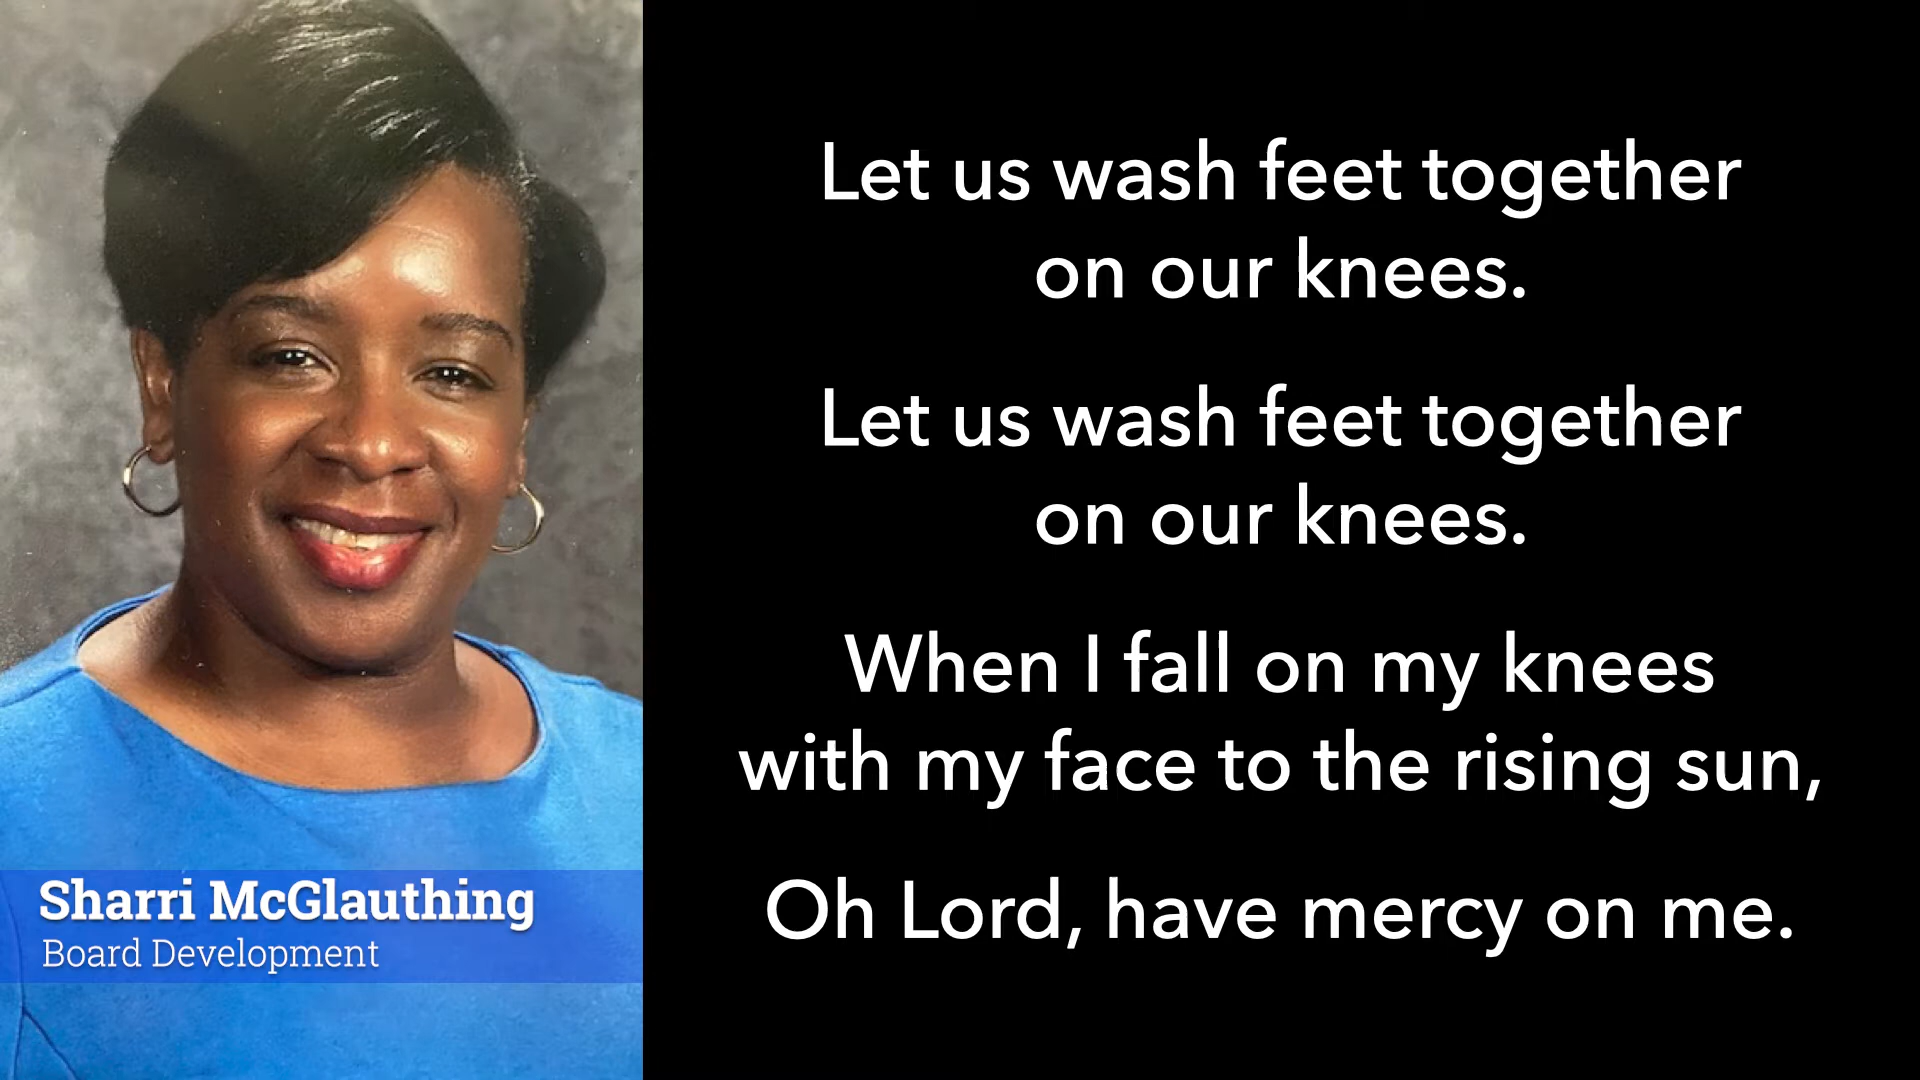 Sharri McGlauthing
Board Development
Let us wash feet together
on our knees.
Let us wash feet together
on our knees.
When I fall on my knees
with my face to the rising sun,
Oh Lord, have mercy on me.